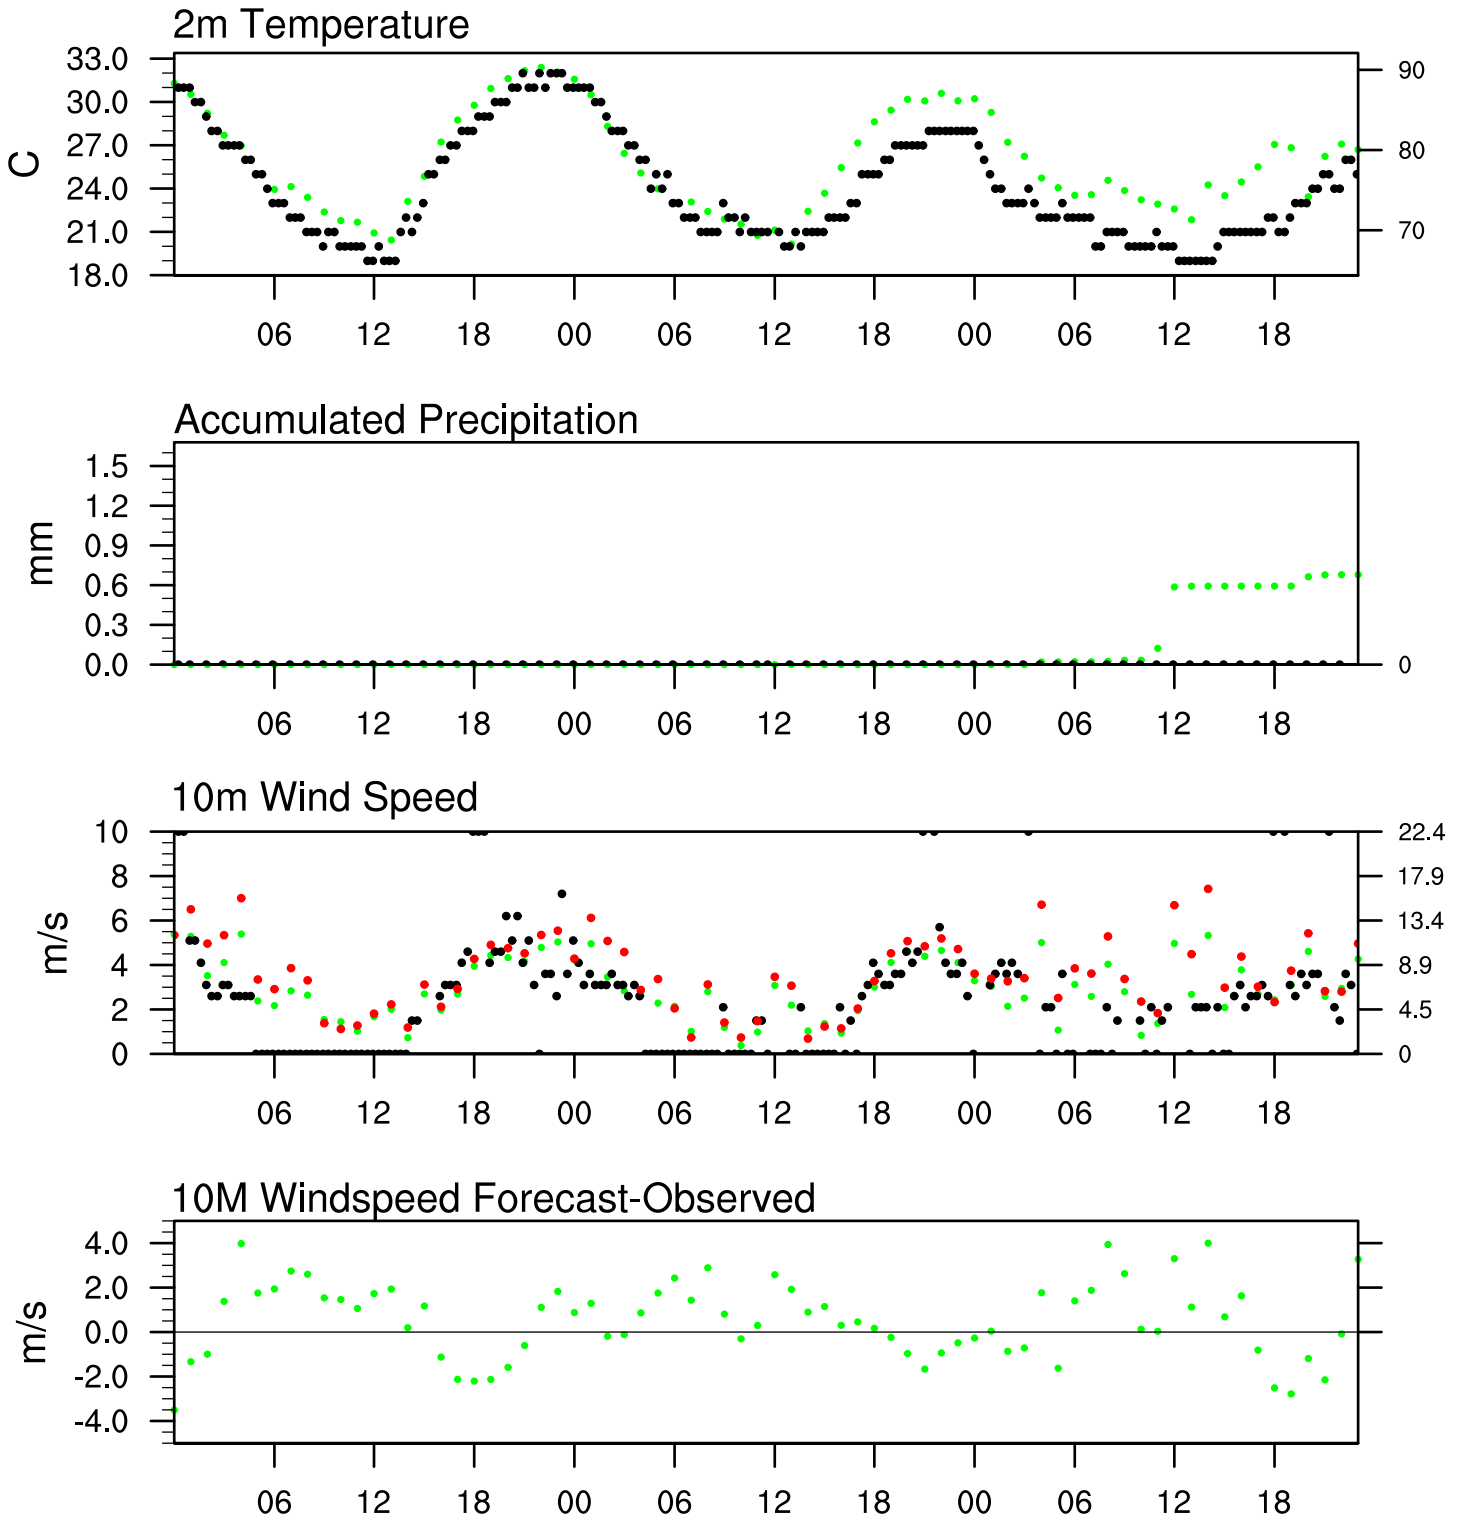 2m Temperature
33.0
30.0
27.0
24.0
21.0
18.0
C
90
80
70
06 12 18 00 06 12 18 00 06 12 18
Accumulated Precipitation
1.5
1.2
0.9
0.6
0.3
0.0
mm
0
06 12 18 00 06 12 18 00 06 12 18
10m Wind Speed
10
8
6
4
2
0
m/s
22.4
17.9
13.4
8.9
4.5
0
06 12 18 00 06 12 18 00 06 12 18
10M Windspeed Forecast-Observed
4.0
2.0
0.0
-2.0
-4.0
m/s
06 12 18 00 06 12 18 00 06 12 18